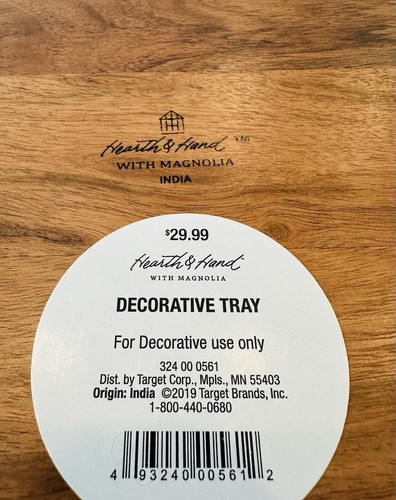 Hearth & Hand ™
WITH MAGNOLIA
INDIA
$29.99
Hearth & Hand™
WITH MAGNOLIA
DECORATIVE TRAY
For Decorative use only
324 00 0561
Dist. by Target Corp., Mpls., MN 55403
Origin: India ©2019 Target Brands, Inc.
1-800-440-0680
4 93240 00561 2